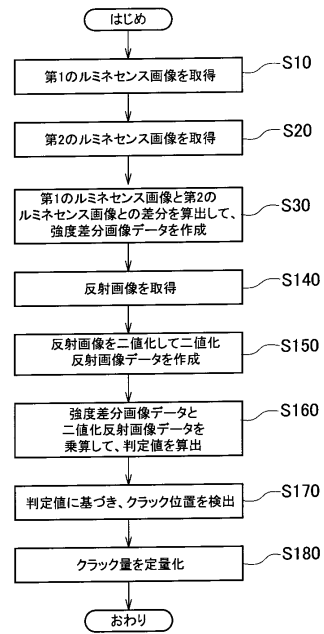 はじめ
第1のルミネセンス画像を取得
S10
第2のルミネセンス画像を取得
S20
第1のルミネセンス画像と第2の
ルミネセンス画像との差分を算出して、
強度差分画像データを作成
S30
反射画像を取得
S140
反射画像を二値化して二値化
反射画像データを作成
S150
強度差分画像データと
二値化反射画像データを
乗算して、判定値を算出
S160
判定値に基づき、クラック位置を検出
S170
クラック量を定量化
S180
おわり